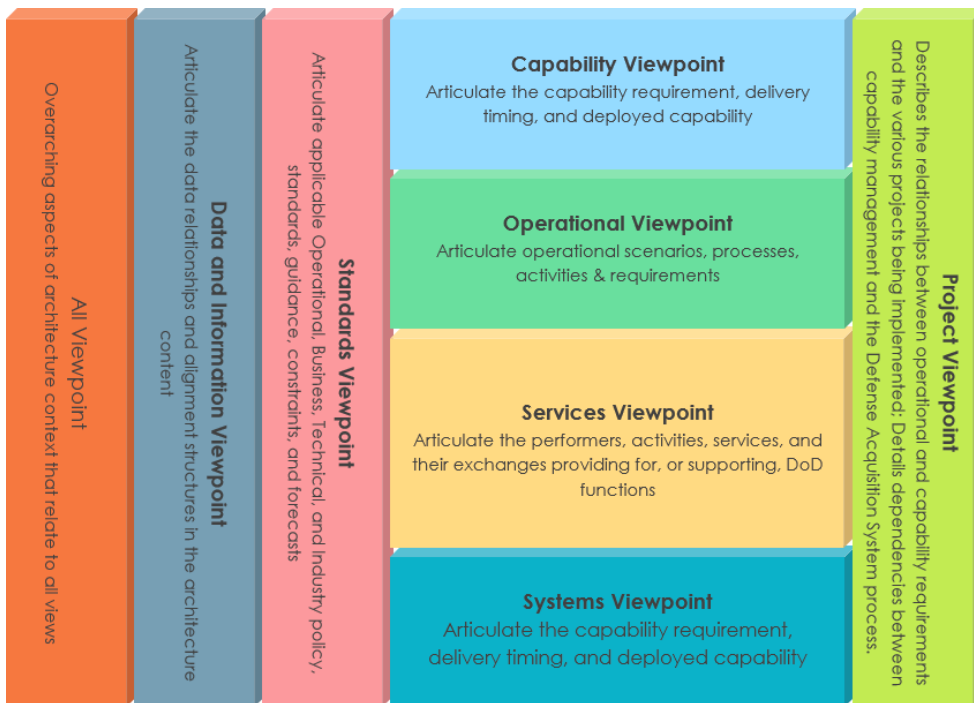 All Viewpoint
Overarching aspects of architecture context that relate to all views
Data and Information Viewpoint
Articulate the data relationships and alignment structures in the architecture
content
Standards Viewpoint
Articulate applicable Operational, Business, Technical, and Industry policy,
standards, guidance, constraints, and forecasts
Capability Viewpoint
Articulate the capability requirement, delivery
timing, and deployed capability
Operational Viewpoint
Articulate operational scenarios, processes,
activities & requirements
Services Viewpoint
Articulate the performers, activities, services, and
their exchanges providing for, or supporting, DoD
functions
Systems Viewpoint
Articulate the capability requirement,
delivery timing, and deployed capability
Project Viewpoint
Describes the relationships between operational and capability requirements
and the various projects being implemented; Details dependencies between
capability management and the Defense Acquisition System process.